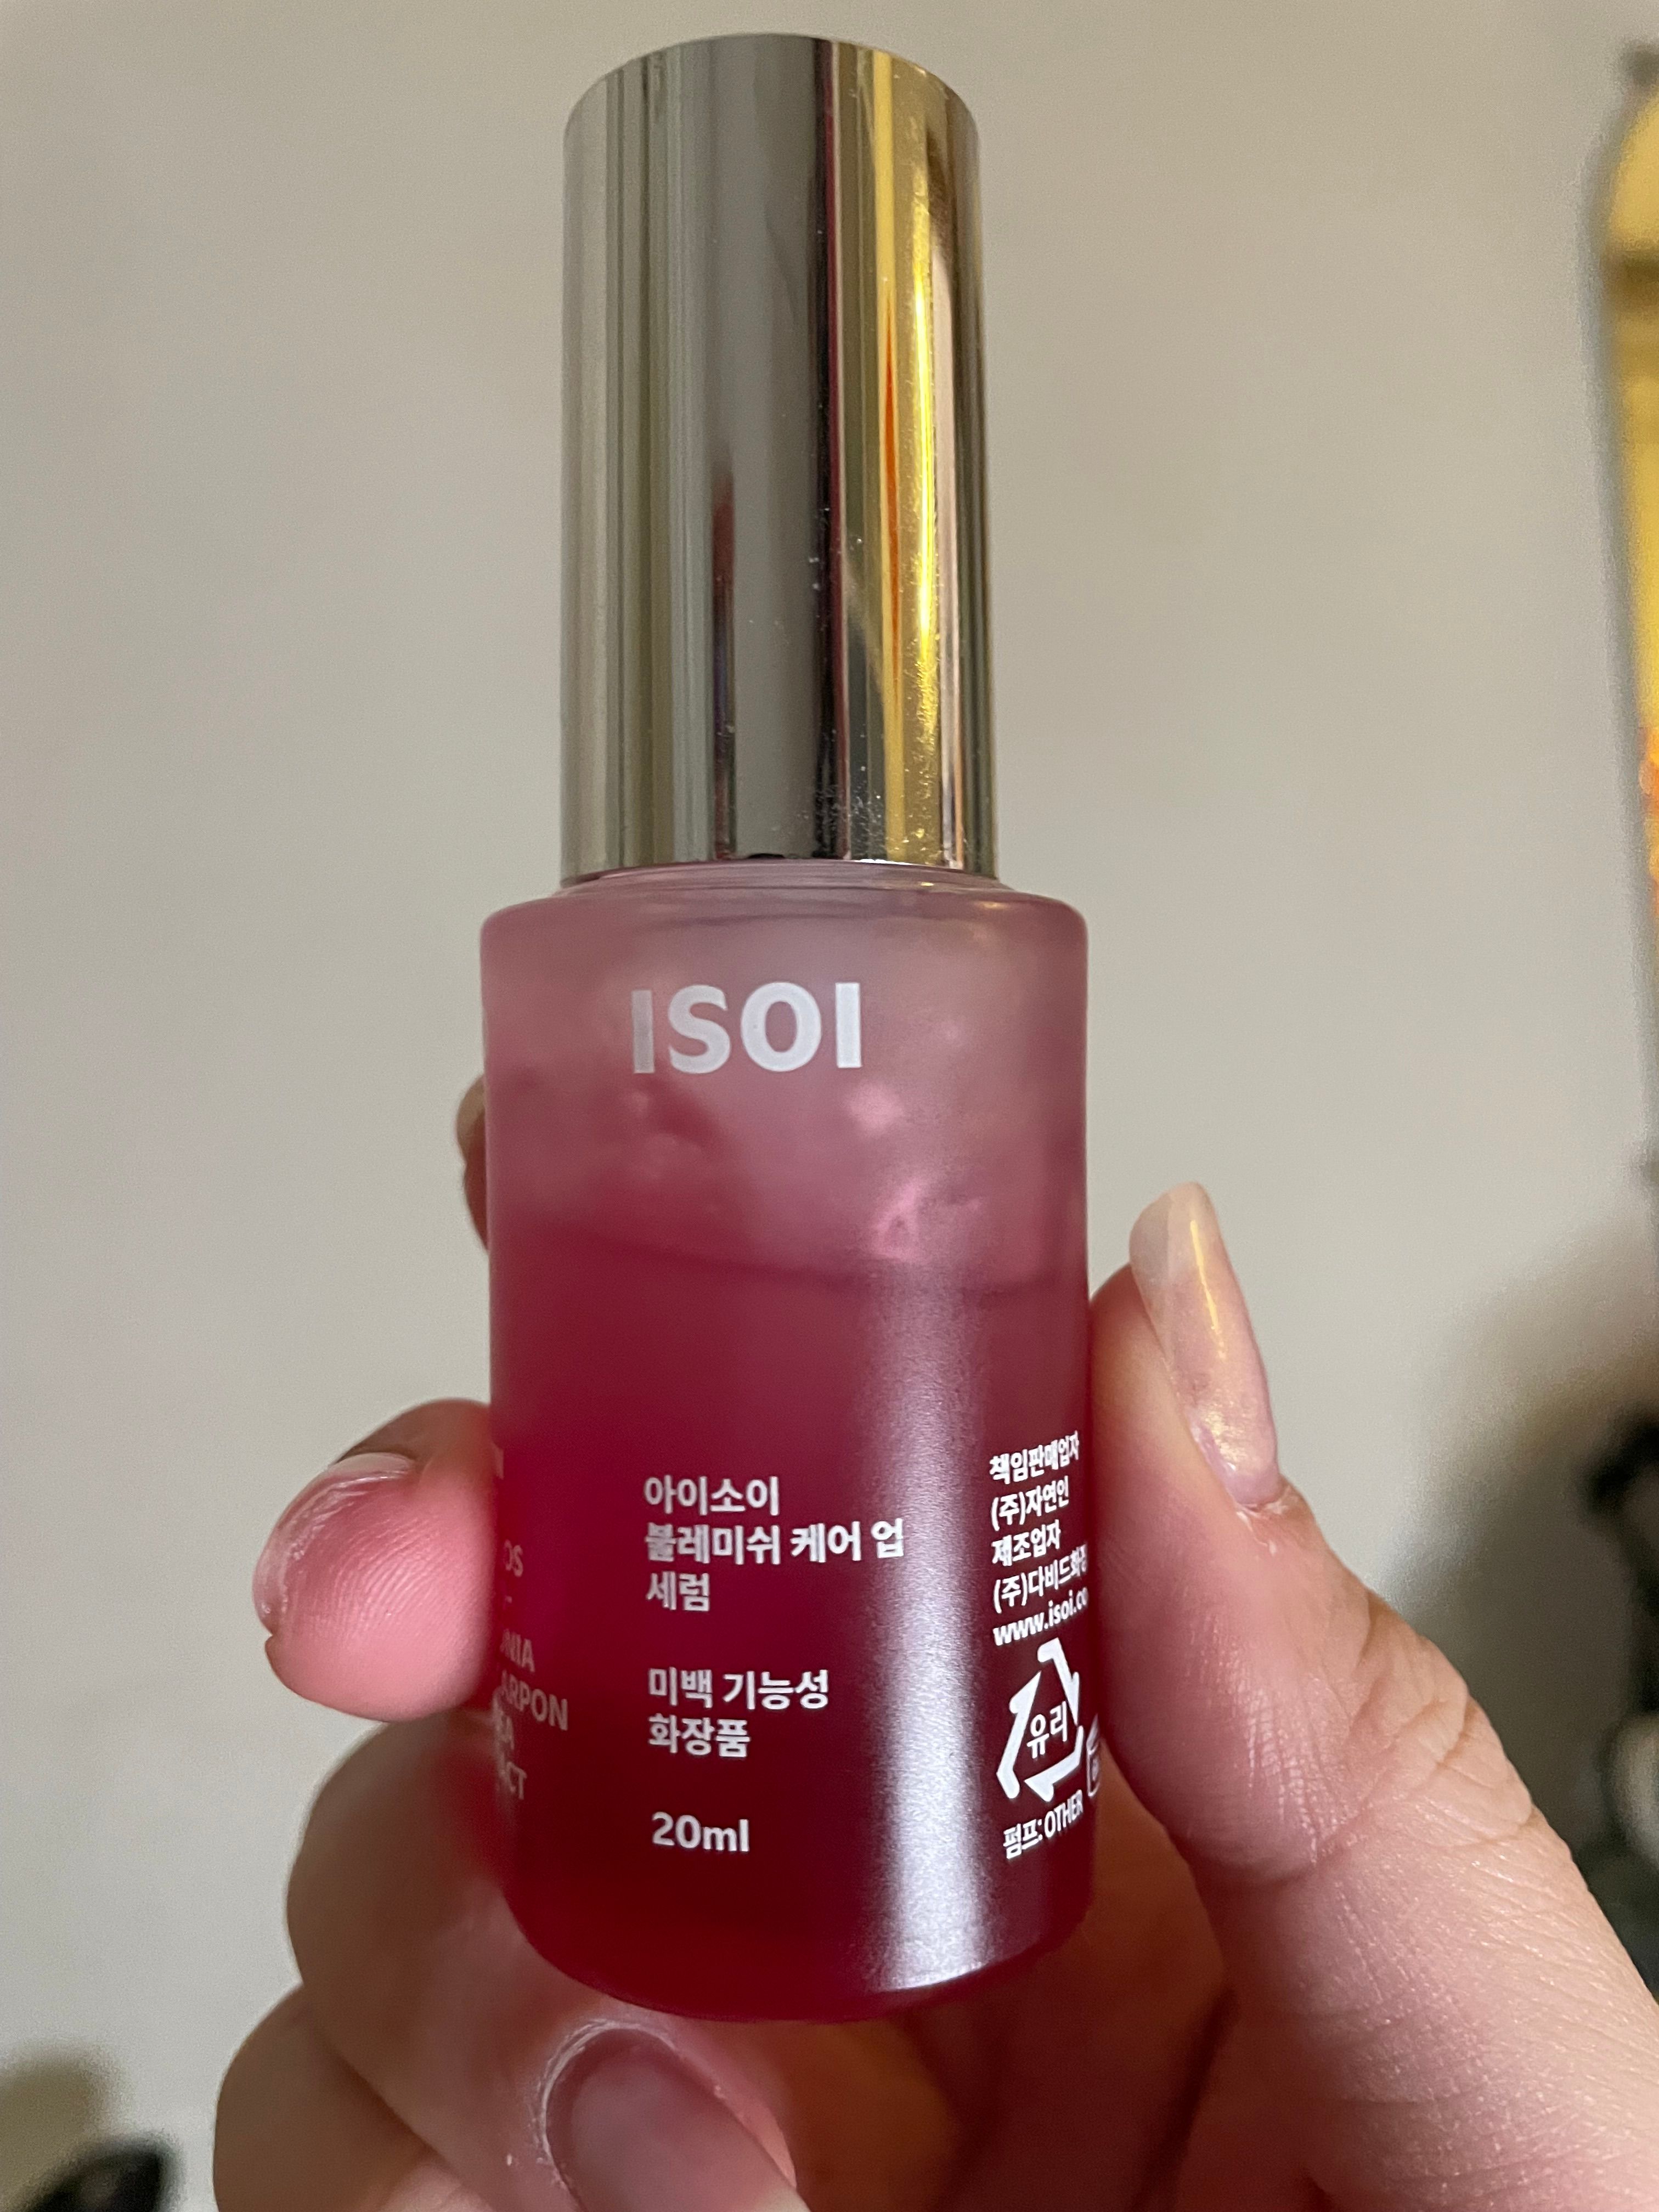 ISOI
아이소이
블레미쉬 케어 업
세럼
미백 기능성
화장품
20ml
책임판매업자
(주)자연인
제조업자
유리
펌프: OTHER